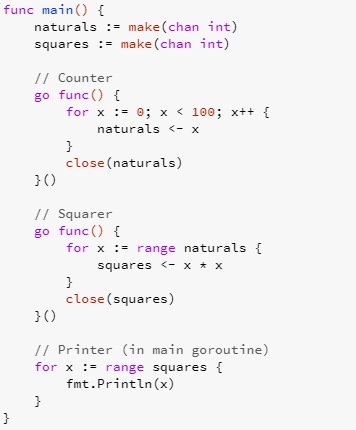 func main() {
    naturals := make(chan int)
    squares := make(chan int)

    // Counter
    go func() {
        for x := 0; x < 100; x++ {
            naturals <- x
        }
        close(naturals)
    }()

    // Squarer
    go func() {
        for x := range naturals {
            squares <- x * x
        }
        close(squares)
    }()

    // Printer (in main goroutine)
    for x := range squares {
        fmt.Println(x)
    }
}